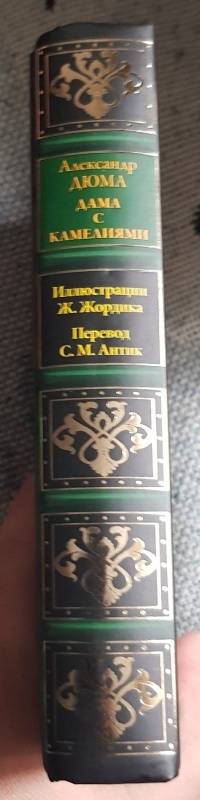 Александр
ДЮМА
ДАМА
С
КАМЕЛИЯМИ
Иллюстрации
Ж. Жордика
Перевод
С. М. Антик